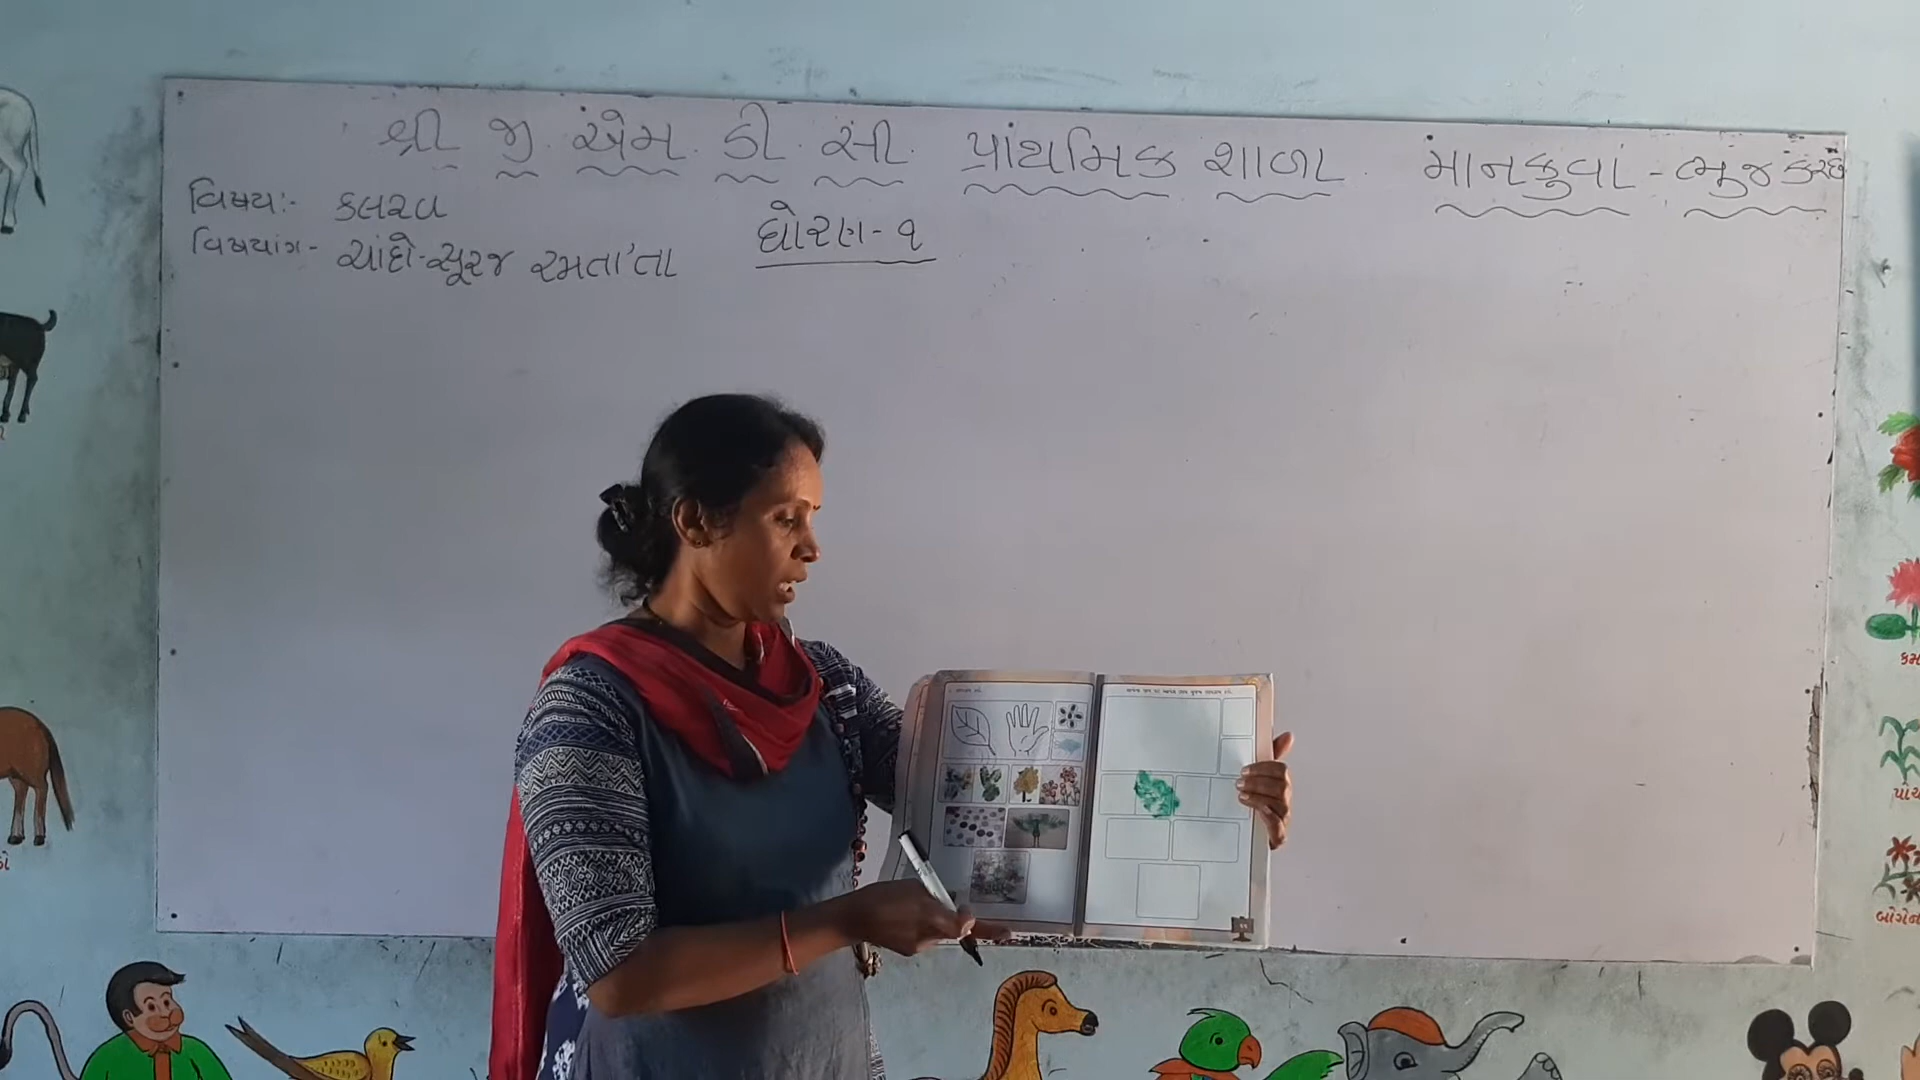 શ્રી જી. એમ. ડી. સી. પ્રાથમિક શાળા માનકુવા - ભુજ કચ્છ
વિષય:- કલરવ
ધોરણ- ૧
વિષયાંગ- ચાંદો-સૂરજ રમતા'તા